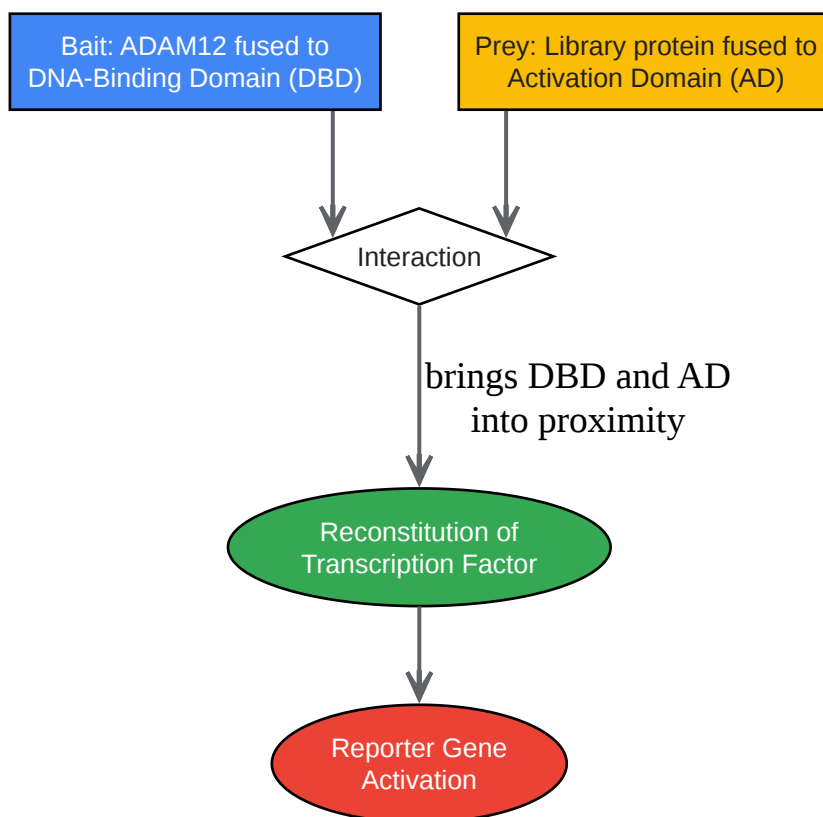 Bait: ADAM12 fused to
DNA-Binding Domain (DBD)
Prey: Library protein fused to
Activation Domain (AD)
Interaction
brings DBD and AD
into proximity
Reconstitution of
Transcription Factor
Reporter Gene
Activation